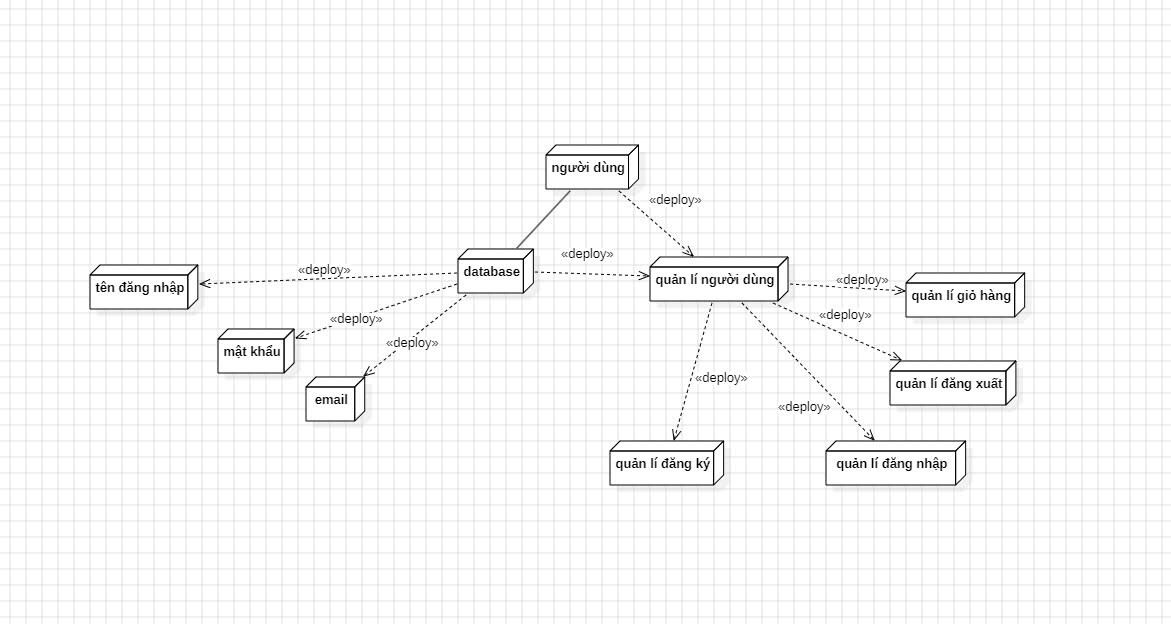 người dùng
«deploy»
«deploy»
database
«deploy»
tên đăng nhập
quản lí người dùng
«deploy»
quản lí giỏ hàng
«deploy»
«deploy»
mật khẩu
«deploy»
email
«deploy»
quản lí đăng xuất
«deploy»
quản lí đăng ký
quản lí đăng nhập